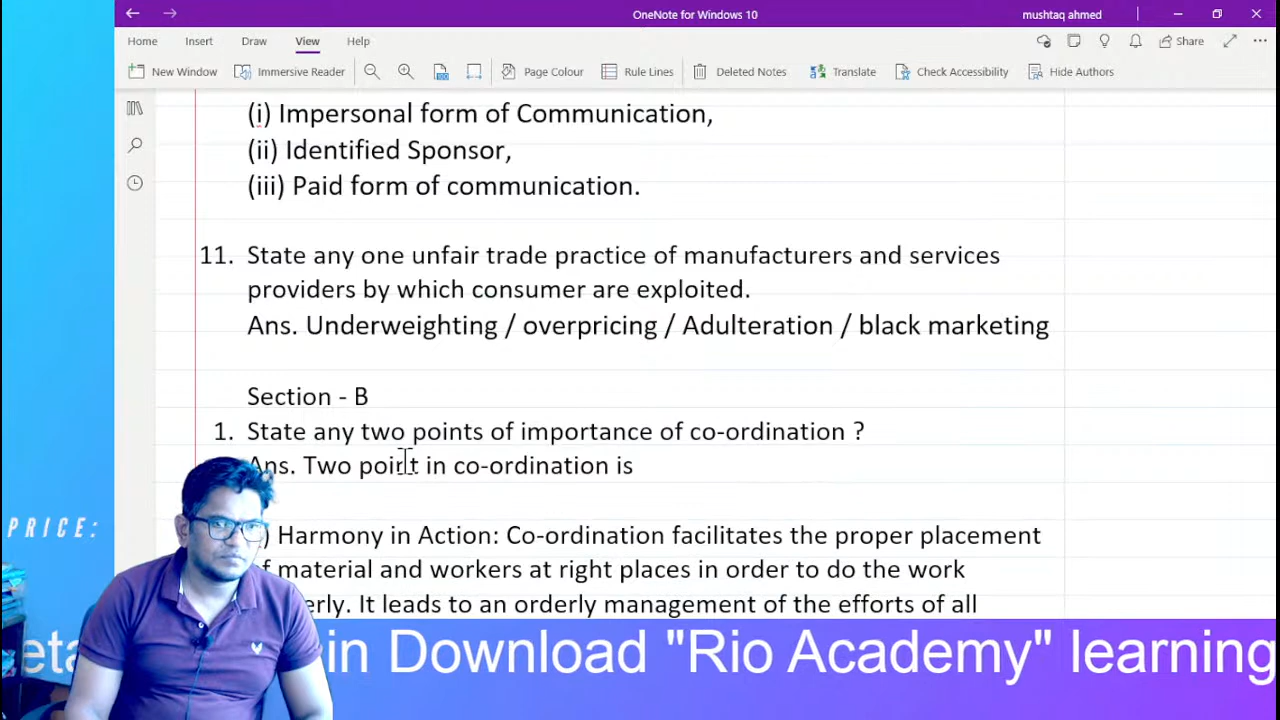 OneNote for Windows 10
mushtaq ahmed
Home Insert Draw View Help
Share
New Window Immersive Reader Page Colour Rule Lines Deleted Notes Translate Check Accessibility Hide Authors
(i) Impersonal form of Communication,
(ii) Identified Sponsor,
(iii) Paid form of communication.
11. State any one unfair trade practice of manufacturers and services
providers by which consumer are exploited.
Ans. Underweighting / overpricing / Adulteration / black marketing
Section - B
1. State any two points of importance of co-ordination ?
Ans. Two point in co-ordination is
) Harmony in Action: Co-ordination facilitates the proper placement
f material and workers at right places in order to do the work
erly. It leads to an orderly management of the efforts of all
PRICE:
in Download "Rio Academy" learning